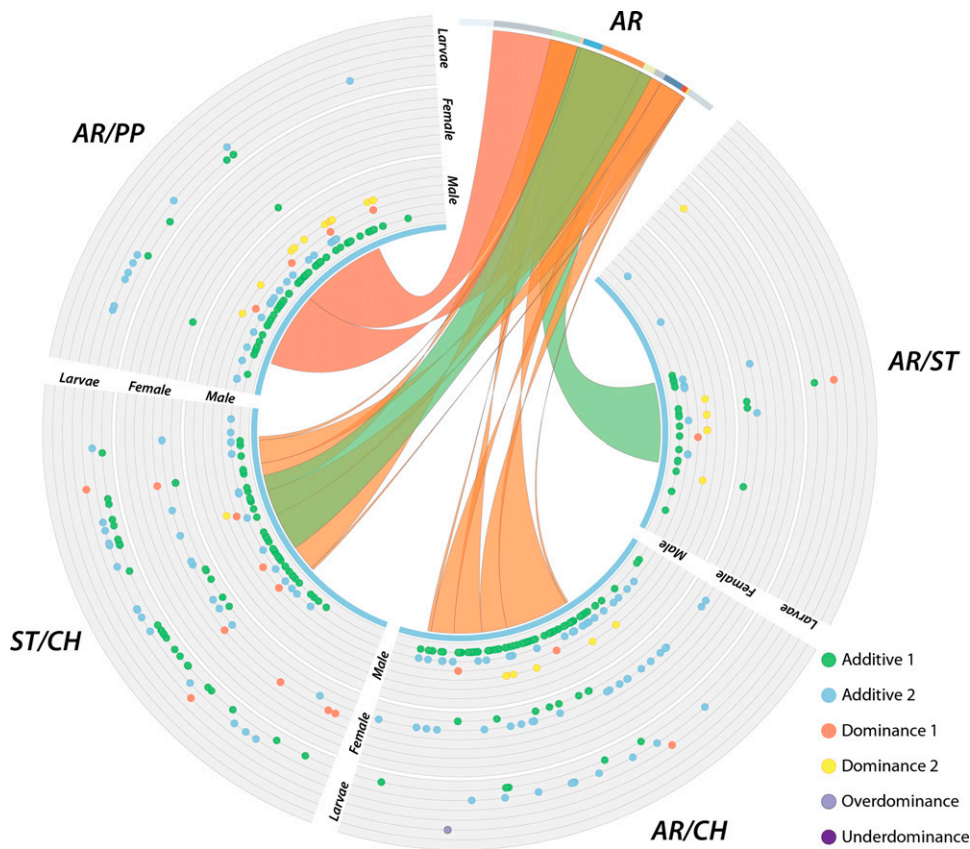 AR
Larvae
Female
Male
AR/PP
AR/ST
Larvae
Female
Male
Male
Female
Larvae
ST/CH
Male
Female
Larvae
AR/CH
Additive 1
Additive 2
Dominance 1
Dominance 2
Overdominance
Underdominance